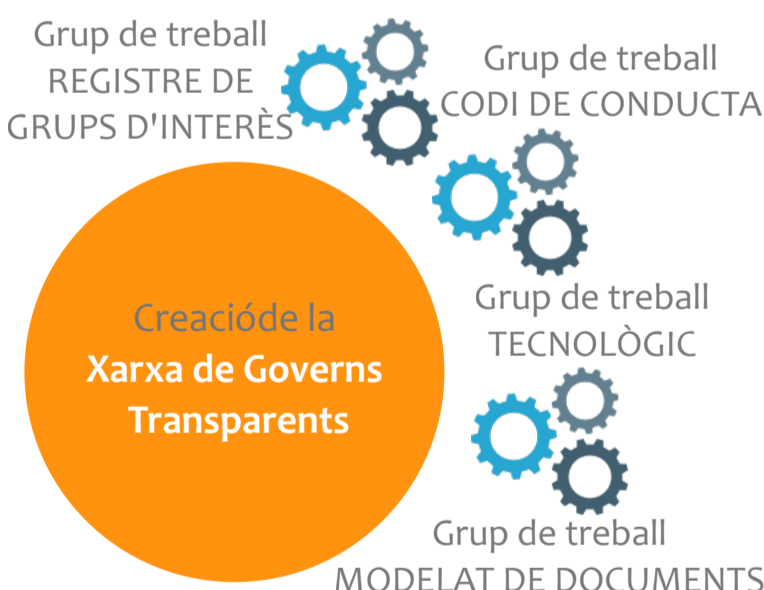 Grup de treball
REGISTRE DE
GRUPS D'INTERÈS
Grup de treball
CODI DE CONDUCTA
Creacióde la
Xarxa de Governs
Transparents
Grup de treball
TECNOLÒGIC
Grup de treball
MODELAT DE DOCUMENTS